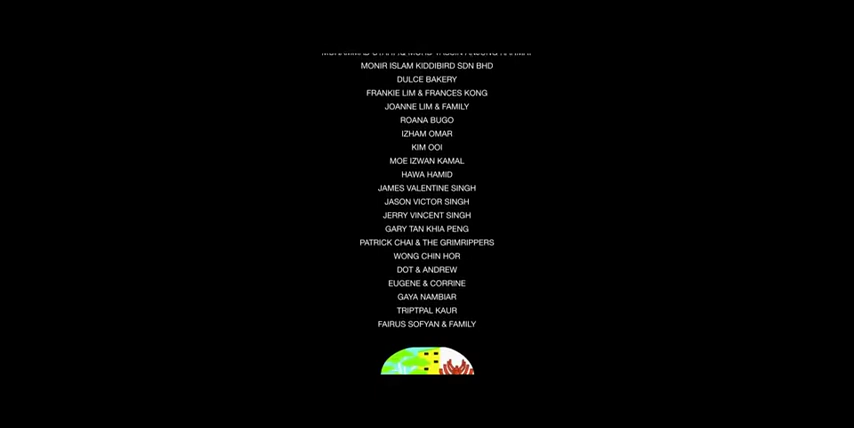 MONIR ISLAM KIDDIBIRD SDN BHD
DULCE BAKERY
FRANKIE LIM & FRANCES KONG
JOANNE LIM & FAMILY
ROANA BUGO
IZHAM OMAR
KIM OOI
MOE IZWAN KAMAL
HAWA HAMID
JAMES VALENTINE SINGH
JASON VICTOR SINGH
JERRY VINCENT SINGH
GARY TAN KHIA PENG
PATRICK CHAI & THE GRIMRIPPERS
WONG CHIN HOR
DOT & ANDREW
EUGENE & CORRINE
GAYA NAMBIAR
TRIPTPAL KAUR
FAIRUS SOFYAN & FAMILY